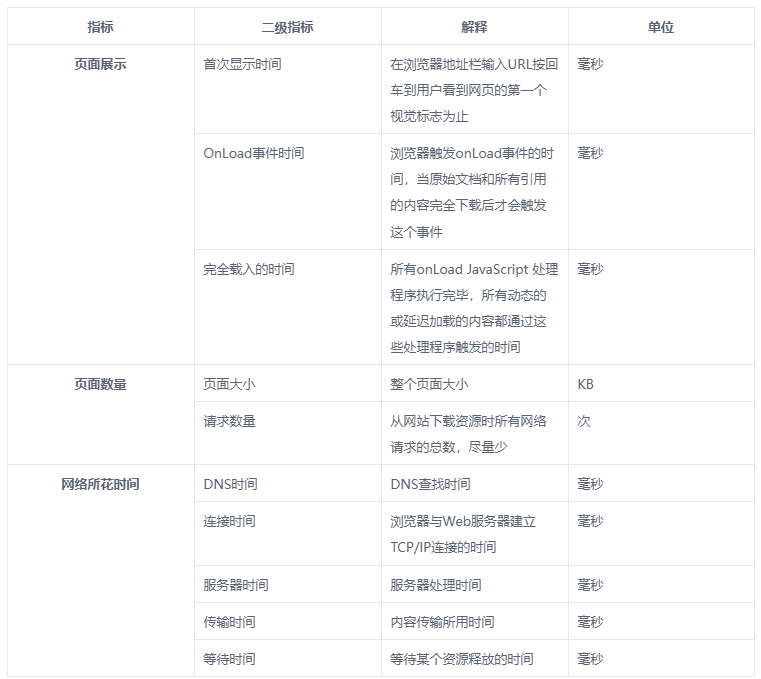 指标 二级指标 解释 单位
页面展示 首次显示时间 在浏览器地址栏输入URL按回 毫秒
车到用户看到网页的第一个
视觉标志为止
OnLoad事件时间 浏览器触发onLoad事件的时 毫秒
间，当原始文档和所有引用
的内容完全下载后才会触发
这个事件
完全载入的时间 所有onLoad JavaScript 处理 毫秒
程序执行完毕，所有动态的
或延迟加载的内容都通过这
些处理程序触发的时间
页面数量 页面大小 整个页面大小 KB
请求数量 从网站下载资源时所有网络 次
请求的总数，尽量少
网络所花时间 DNS时间 DNS查找时间 毫秒
连接时间 浏览器与Web服务器建立 毫秒
TCP/IP连接的时间
服务器时间 服务器处理时间 毫秒
传输时间 内容传输所用时间 毫秒
等待时间 等待某个资源释放的时间 毫秒